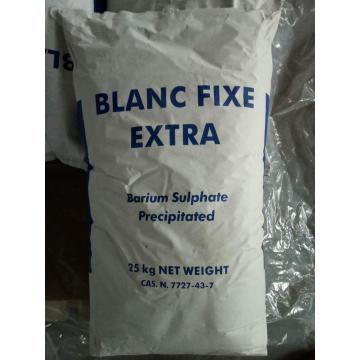 BLANC FIXE
EXTRA
Barium Sulphate
Precipitated
25 kg NET WEIGHT
CAS. N. 7727-43-7